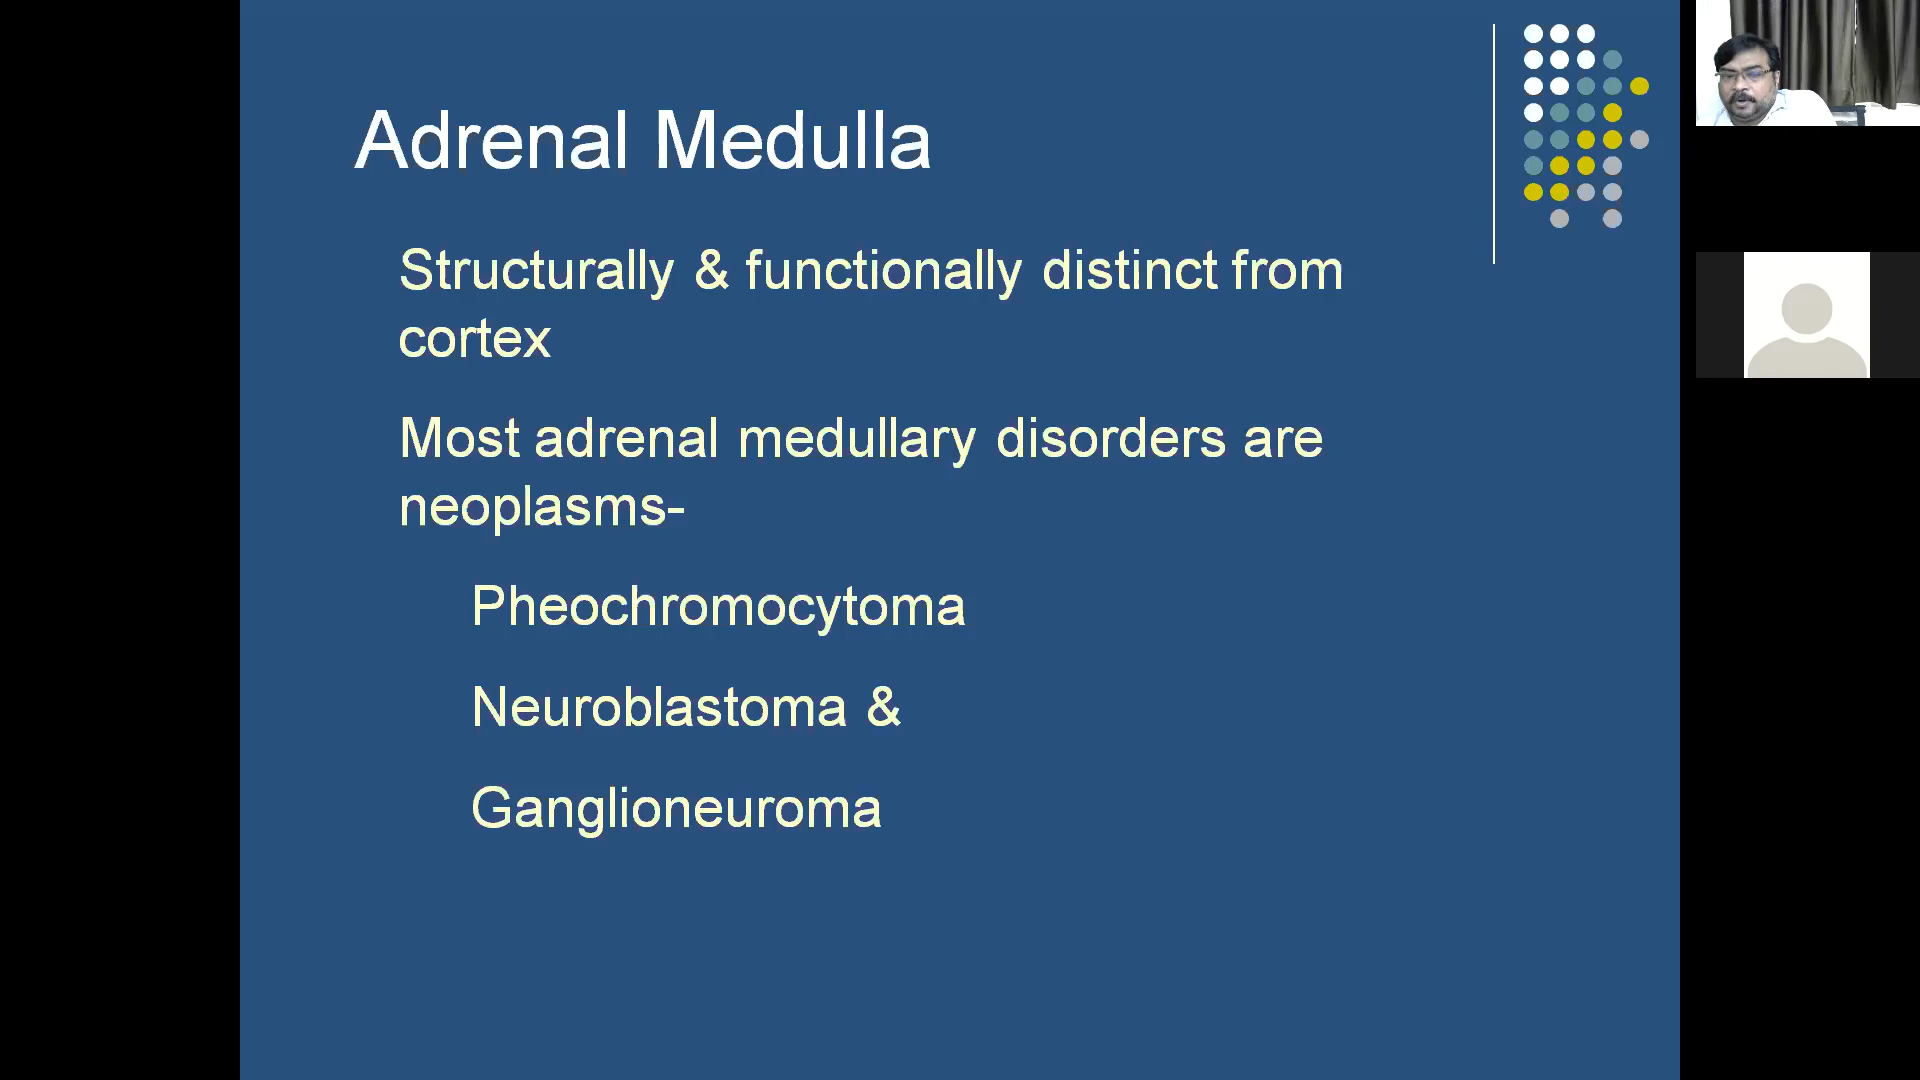 Adrenal Medulla
Structurally & functionally distinct from
cortex
Most adrenal medullary disorders are
neoplasms-
Pheochromocytoma
Neuroblastoma &
Ganglioneuroma